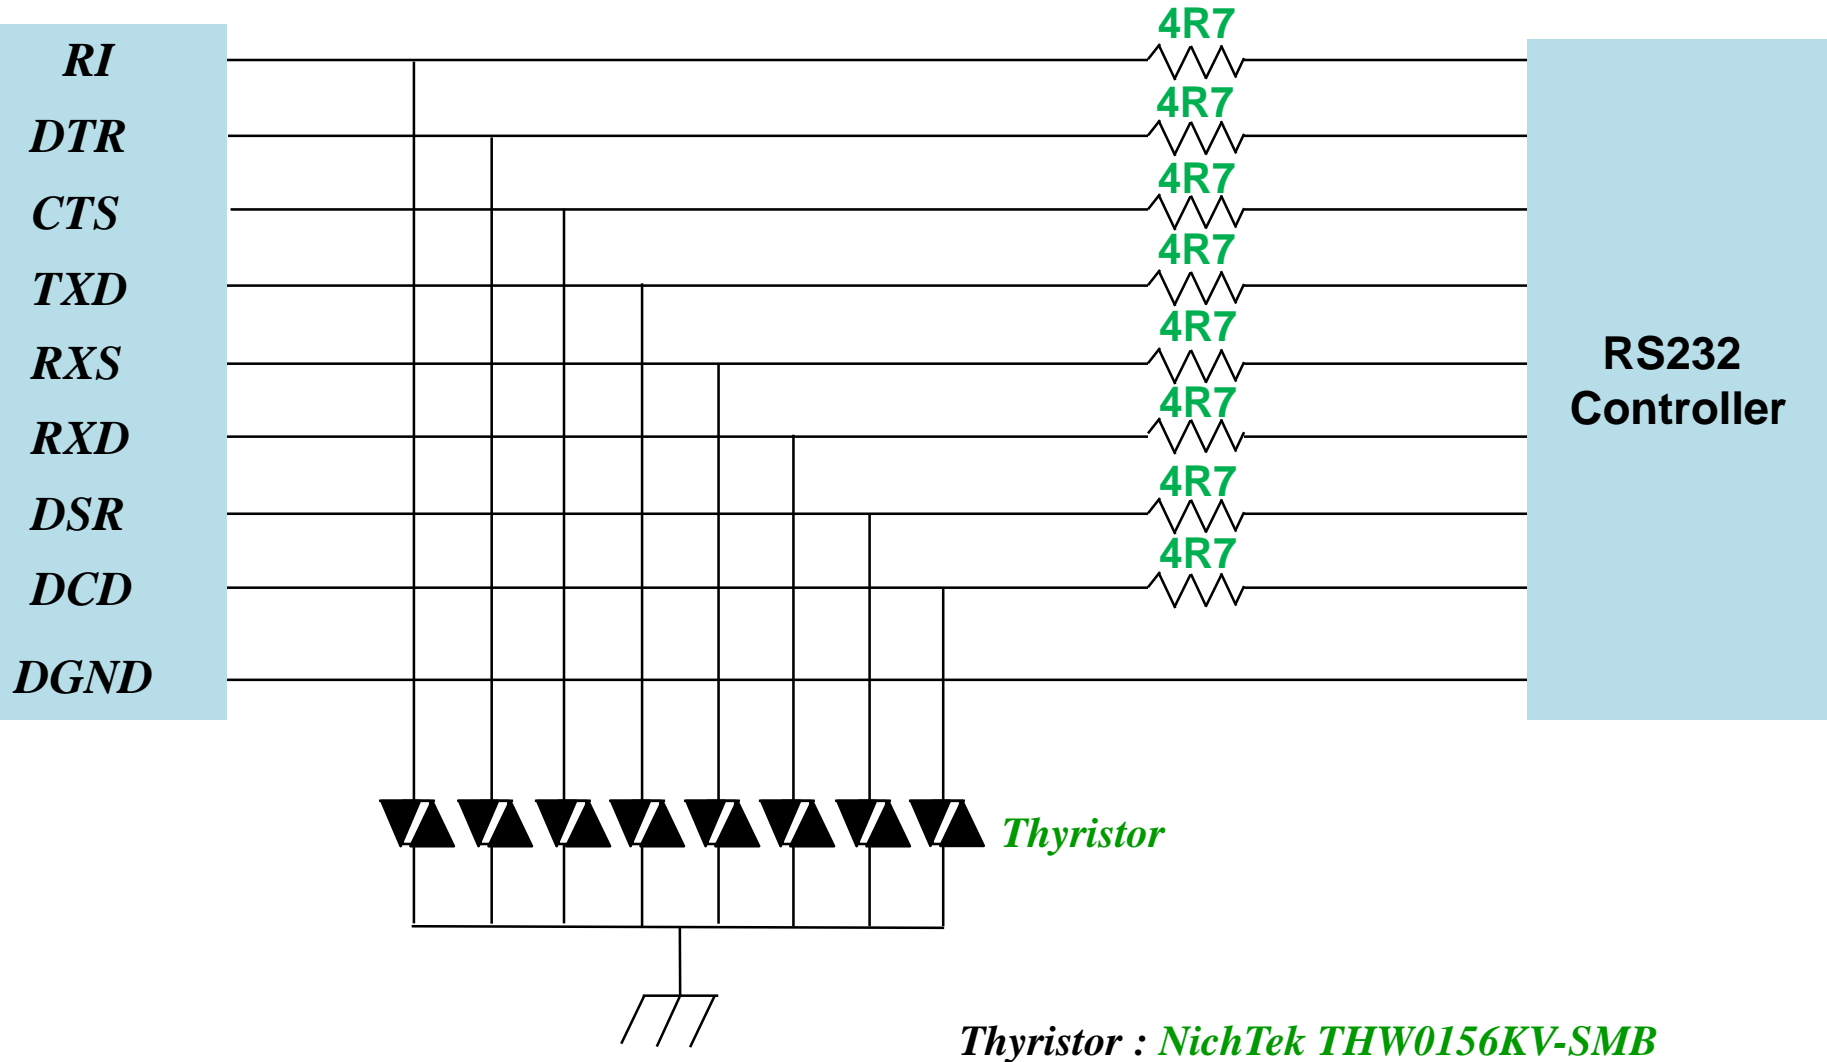 4R7
RI
4R7
DTR
4R7
CTS
4R7
TXD
4R7
RXS
RS232
Controller
4R7
RXD
4R7
DSR
4R7
DCD
DGND
Thyristor
Thyristor : NichTek THW0156KV-SMB